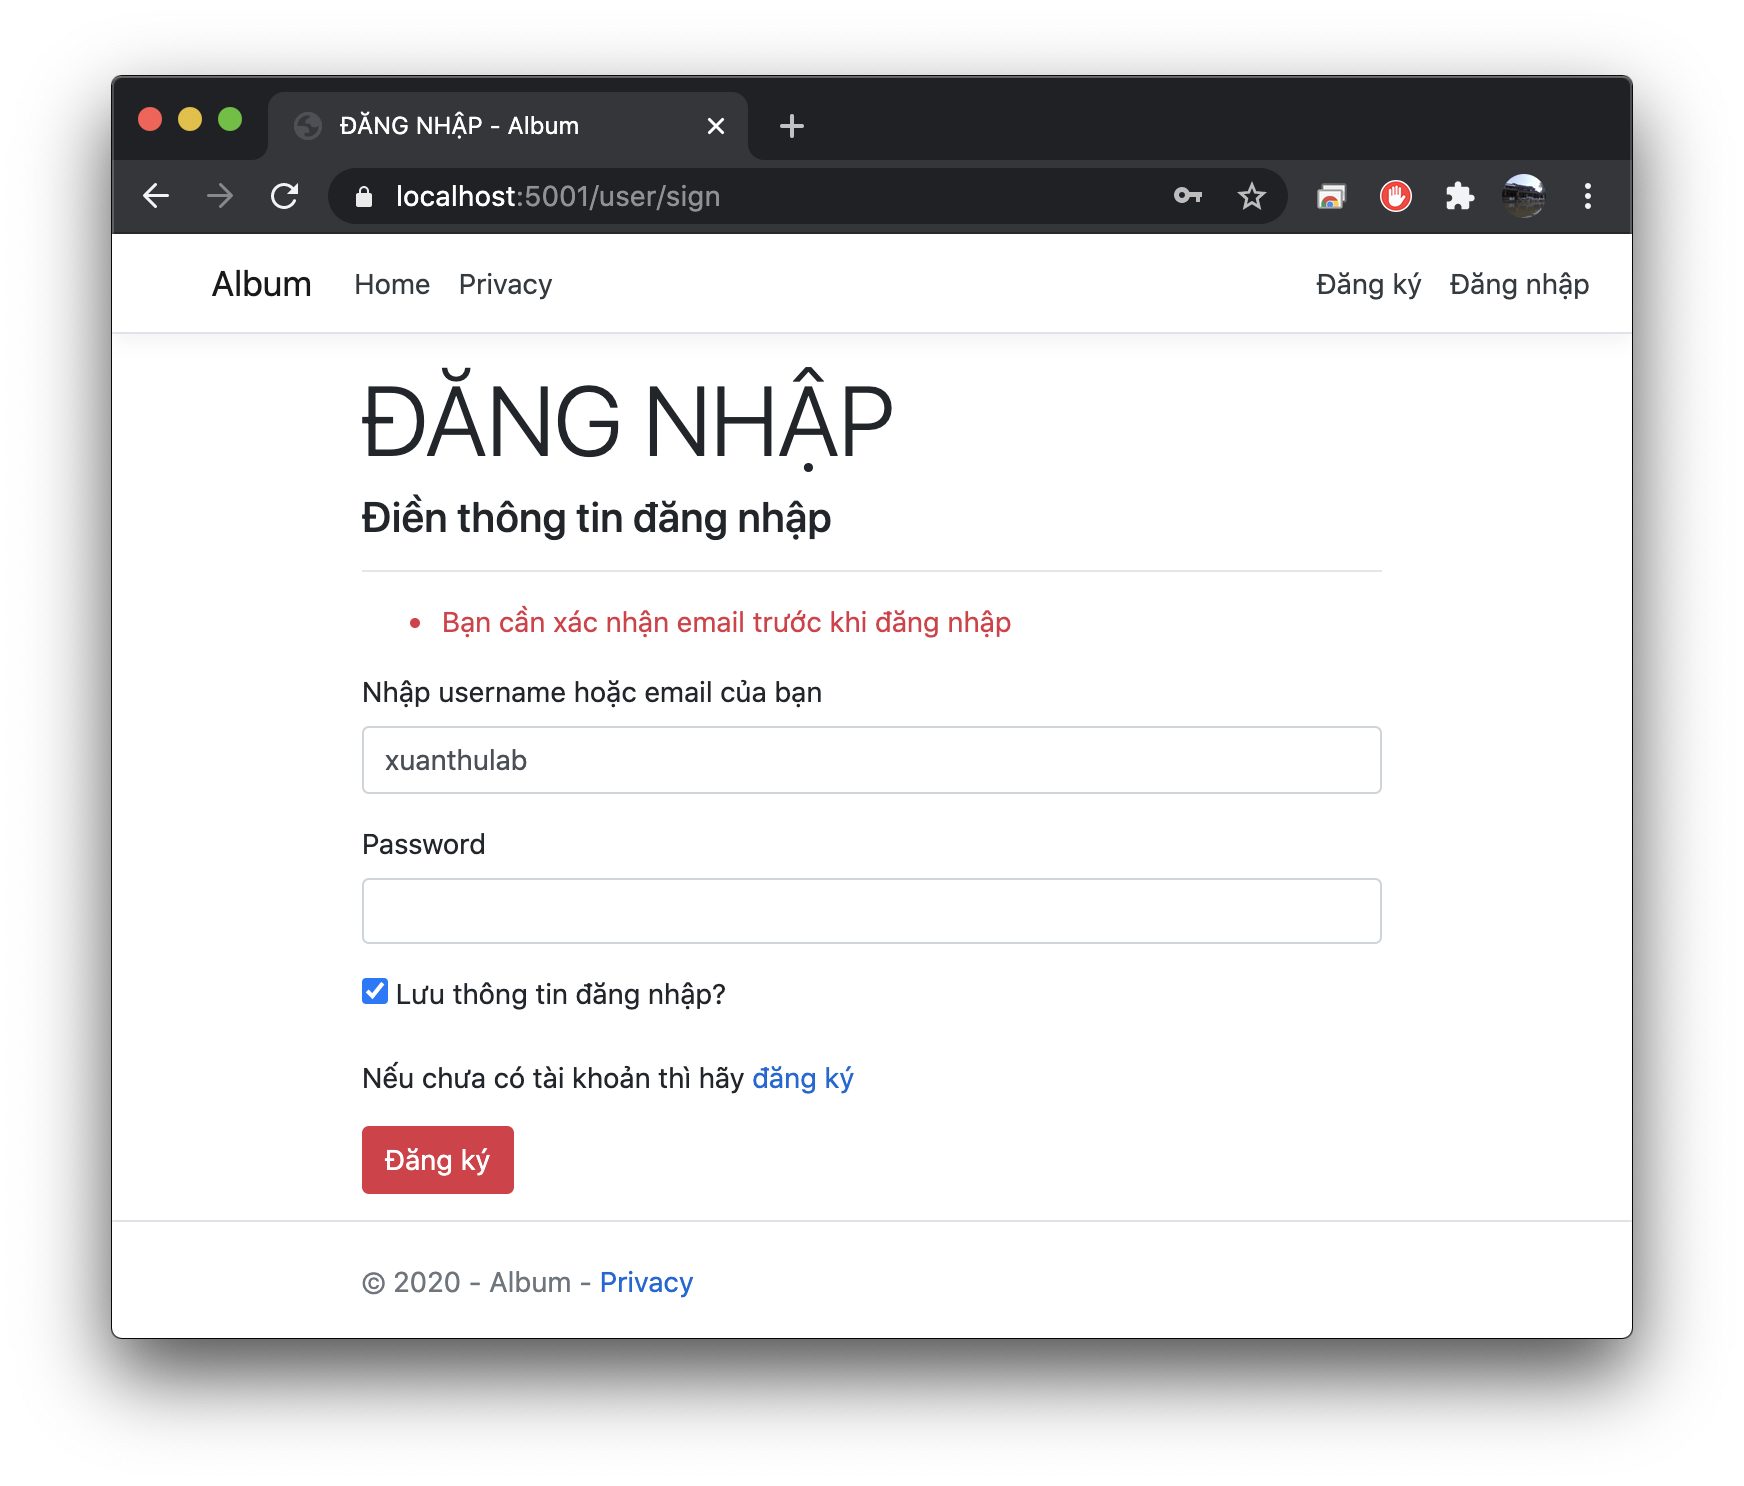 ĐĂNG NHẬP - Album
localhost:5001/user/sign
Album Home Privacy Đăng ký Đăng nhập
ĐĂNG NHẬP
Điền thông tin đăng nhập
Bạn cần xác nhận email trước khi đăng nhập
Nhập username hoặc email của bạn
xuanthulab
Password
Lưu thông tin đăng nhập?
Nếu chưa có tài khoản thì hãy đăng ký
Đăng ký
© 2020 - Album - Privacy